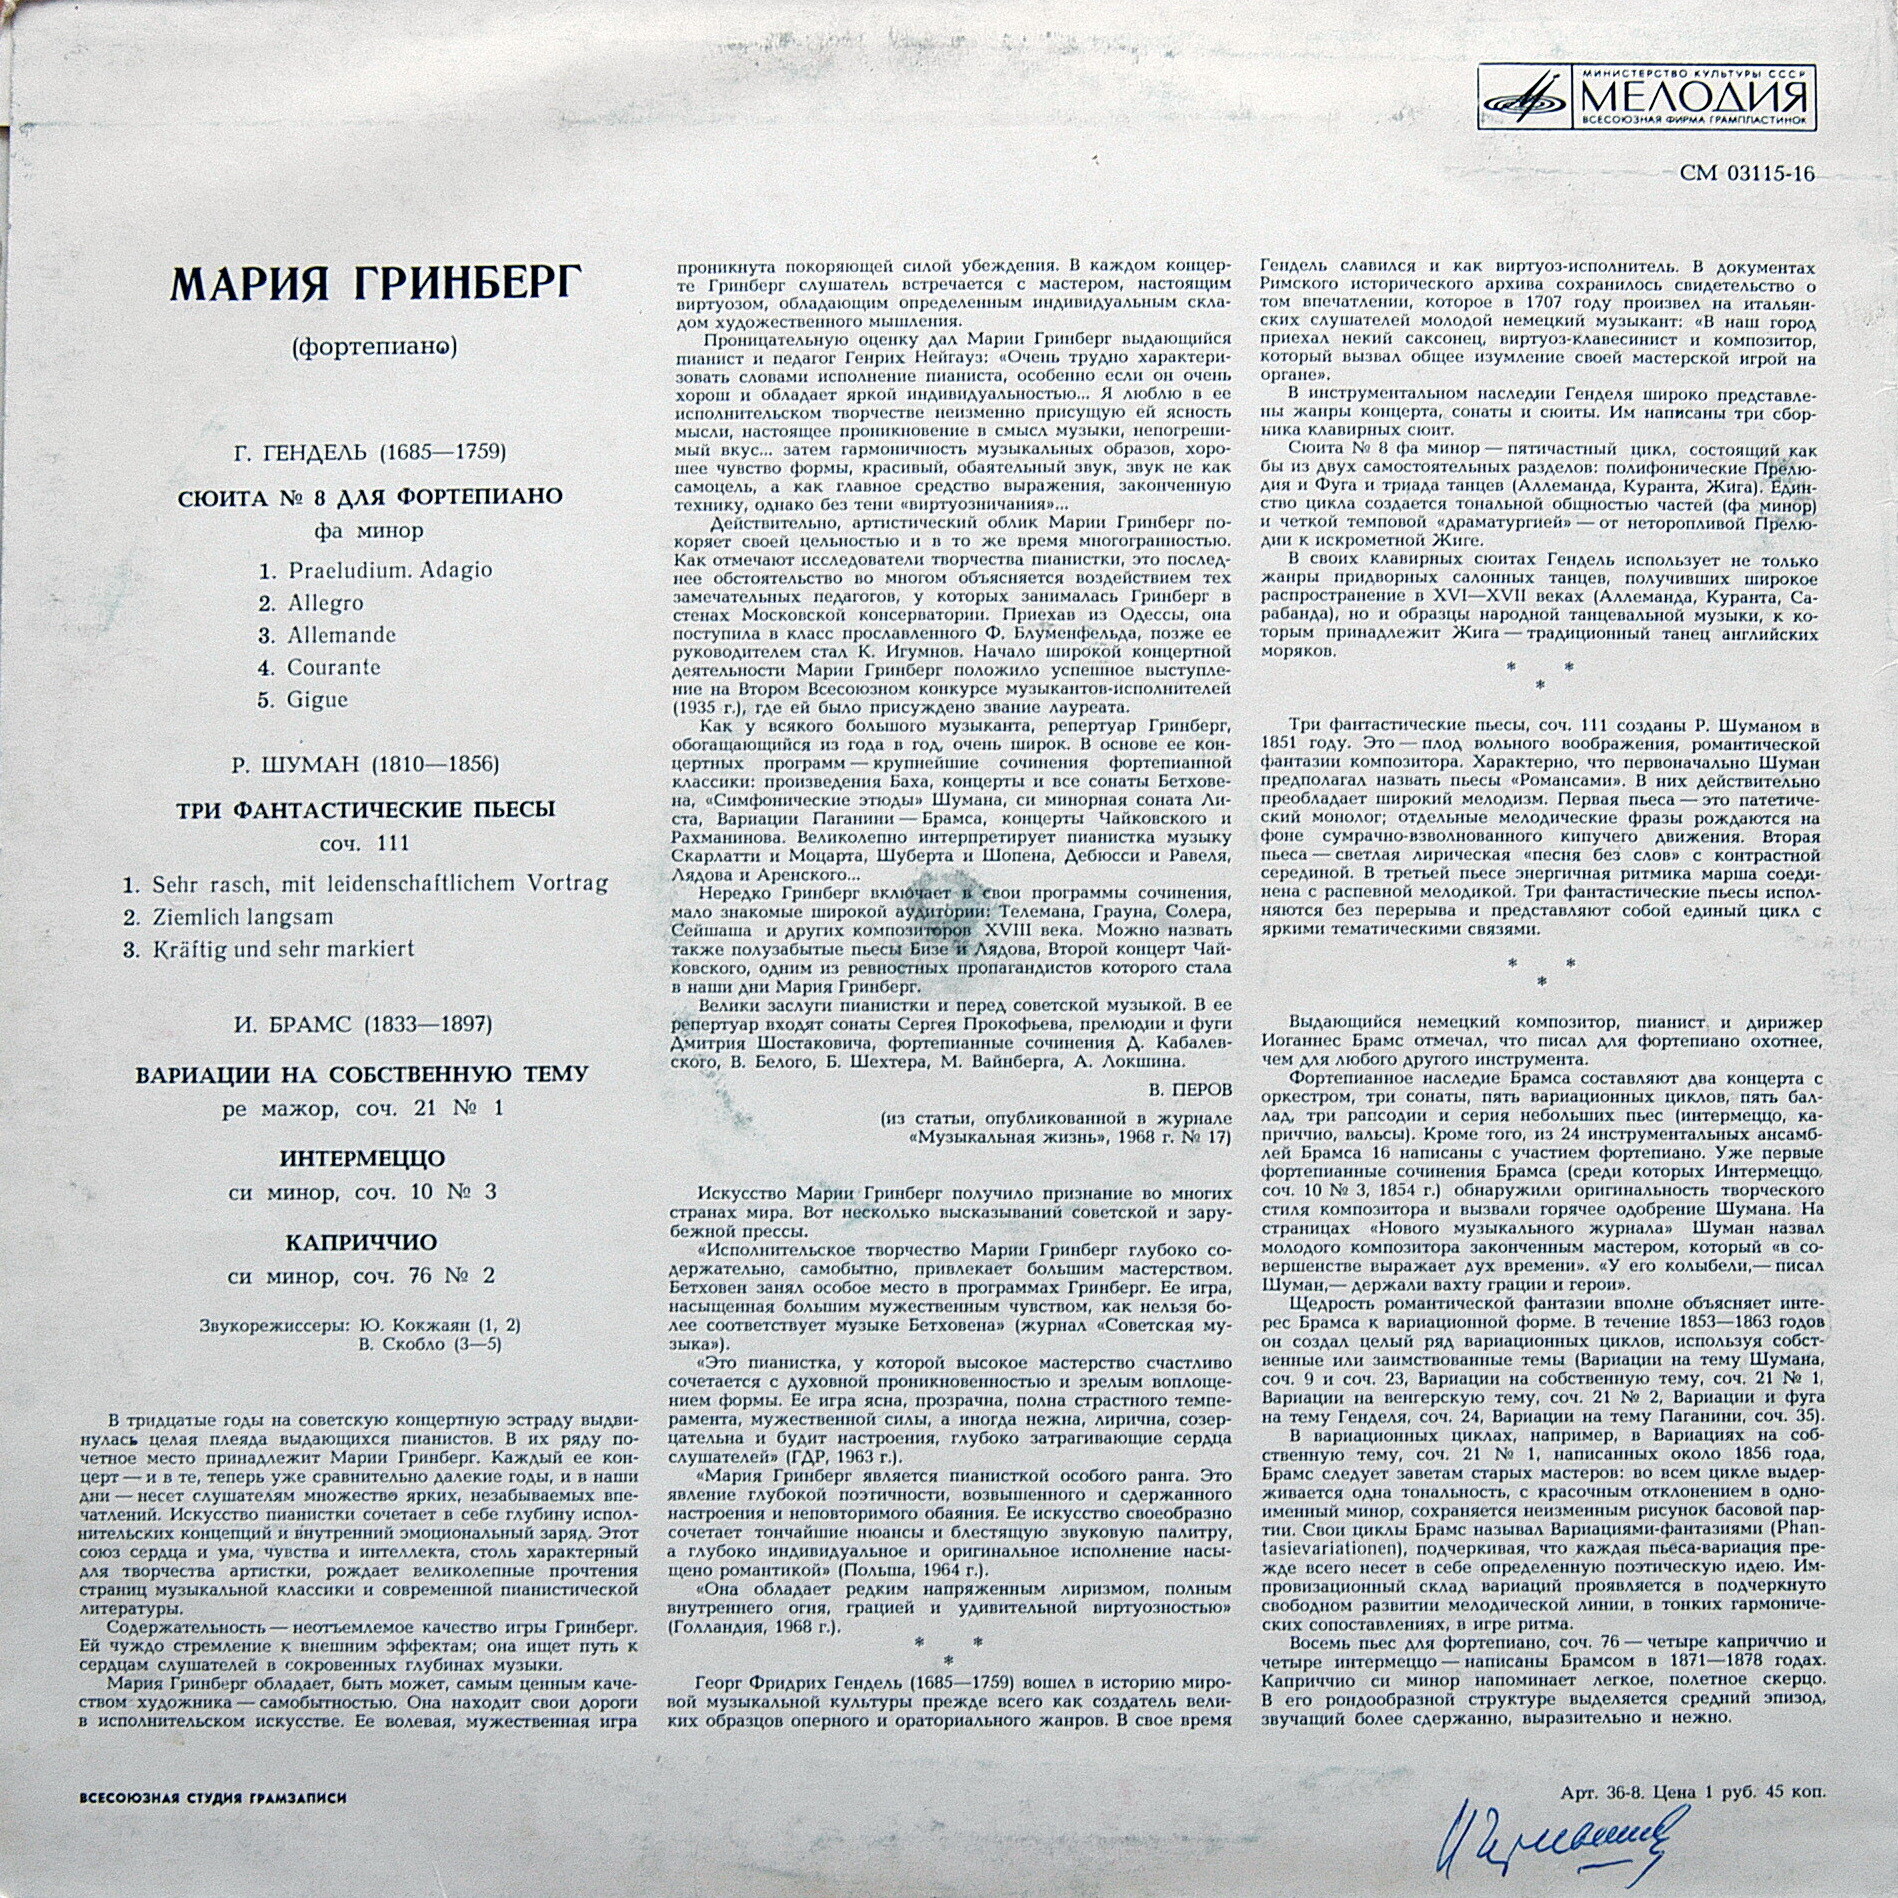 МИНИСТЕРСТВО КУЛЬТУРЫ СССР
МЕЛОДИЯ
ВСЕСОЮЗНАЯ ФИРМА ГРАМПЛАСТИНОК
СМ 03115-16
МАРИЯ ГРИНБЕРГ
(фортепиано)
Г. ГЕНДЕЛЬ (1685—1759)
СЮИТА № 8 ДЛЯ ФОРТЕПИАНО
фа минор
1. Praeludium. Adagio
2. Allegro
3. Allemande
4. Courante
5. Gigue
Р. ШУМАН (1810—1856)
ТРИ ФАНТАСТИЧЕСКИЕ ПЬЕСЫ
соч. 111
1. Sehr rasch, mit leidenschaftlichem Vortrag
2. Ziemlich langsam
3. Kräftig und sehr markiert
И. БРАМС (1833—1897)
ВАРИАЦИИ НА СОБСТВЕННУЮ ТЕМУ
ре мажор, соч. 21 № 1
ИНТЕРМЕЦЦО
си минор, соч. 10 № 3
КАПРИЧЧИО
си минор, соч. 76 № 2
Звукорежиссеры: Ю. Кокжаян (1, 2)
В. Скобло (3—5)
В тридцатые годы на советскую концертную эстраду выдви-
нулась целая плеяда выдающихся пианистов. В их ряду по-
четное место принадлежит Марии Гринберг. Каждый ее кон-
церт — и в те, теперь уже сравнительно далекие годы, и в наши
дни — несет слушателям множество ярких, незабываемых впе-
чатлений. Искусство пианистки сочетает в себе глубину испол-
нительских концепций и внутренний эмоциональный заряд. Этот
союз сердца и ума, чувства и интеллекта, столь характерный
для творчества артистки, рождает великолепные прочтения
страниц музыкальной классики и современной пианистической
литературы.
Содержательность — неотъемлемое качество игры Гринберг.
Ей чуждо стремление к внешним эффектам; она ищет путь к
сердцам слушателей в сокровенных глубинах музыки.
Мария Гринберг обладает, быть может, самым ценным каче-
ством художника — самобытностью. Она находит свои дороги
в исполнительском искусстве. Ее волевая, мужественная игра
проникнута покоряющей силой убеждения. В каждом концер-
те Гринберг слушатель встречается с мастером, настоящим
виртуозом, обладающим определенным индивидуальным скла-
дом художественного мышления.
Проницательную оценку дал Марии Гринберг выдающийся
пианист и педагог Генрих Нейгауз: «Очень трудно характери-
зовать словами исполнение пианиста, особенно если он очень
хорош и обладает яркой индивидуальностью... Я люблю в ее
исполнительском творчестве неизменно присущую ей ясность
мысли, настоящее проникновение в смысл музыки, непогреши-
мый вкус... затем гармоничность музыкальных образов, хоро-
шее чувство формы, красивый, обаятельный звук, звук не как
самоцель, а как главное средство выражения, законченную
технику, однако без тени «виртуозничания»...
Действительно, артистический облик Марии Гринберг по-
коряет своей цельностью и в то же время многогранностью.
Как отмечают исследователи творчества пианистки, это послед-
нее обстоятельство во многом объясняется воздействием тех
замечательных педагогов, у которых занималась Гринберг в
стенах Московской консерватории. Приехав из Одессы, она
поступила в класс прославленного Ф. Блуменфельда, позже ее
руководителем стал К. Игумнов. Начало широкой концертной
деятельности Марии Гринберг положило успешное выступле-
ние на Втором Всесоюзном конкурсе музыкантов-исполнителей
(1935 г.), где ей было присуждено звание лауреата.
Как у всякого большого музыканта, репертуар Гринберг,
обогащающийся из года в год, очень широк. В основе ее кон-
цертных программ — крупнейшие сочинения фортепианной
классики: произведения Баха, концерты и все сонаты Бетхове-
на, «Симфонические этюды» Шумана, си минорная соната Ли-
ста, Вариации Паганини — Брамса, концерты Чайковского и
Рахманинова. Великолепно интерпретирует пианистка музыку
Скарлатти и Моцарта, Шуберта и Шопена, Дебюсси и Равеля,
Лядова и Аренского...
Нередко Гринберг включает в свои программы сочинения,
мало знакомые широкой аудитории: Телемана, Грауна, Солера,
Сейшаша и других композиторов XVIII века. Можно назвать
также полузабытые пьесы Бизе и Лядова, Второй концерт Чай-
ковского, одним из ревностных пропагандистов которого стала
в наши дни Мария Гринберг.
Велики заслуги пианистки и перед советской музыкой. В ее
репертуар входят сонаты Сергея Прокофьева, прелюдии и фуги
Дмитрия Шостаковича, фортепианные сочинения Д. Кабалев-
ского, В. Белого, Б. Шехтера, М. Вайнберга, А. Локшина.
В. ПЕРОВ
(из статьи, опубликованной в журнале
«Музыкальная жизнь», 1968 г. № 17)
Искусство Марии Гринберг получило признание во многих
странах мира. Вот несколько высказываний советской и зару-
бежной прессы.
«Исполнительское творчество Марии Гринберг глубоко со-
держательно, самобытно, привлекает большим мастерством.
Бетховен занял особое место в программах Гринберг. Ее игра,
насыщенная большим мужественным чувством, как нельзя бо-
лее соответствует музыке Бетховена» (журнал «Советская му-
зыка»).
«Это пианистка, у которой высокое мастерство счастливо
сочетается с духовной проникновенностью и зрелым воплоще-
нием формы. Ее игра ясна, прозрачна, полна страстного темпе-
рамента, мужественной силы, а иногда нежна, лирична, созер-
цательна и будит настроения, глубоко затрагивающие сердца
слушателей» (ГДР, 1963 г.).
«Мария Гринберг является пианисткой особого ранга. Это
явление глубокой поэтичности, возвышенного и сдержанного
настроения и неповторимого обаяния. Ее искусство своеобразно
сочетает тончайшие нюансы и блестящую звуковую палитру,
а глубоко индивидуальное и оригинальное исполнение насы-
щено романтикой» (Польша, 1964 г.).
«Она обладает редким напряженным лиризмом, полным
внутреннего огня, грацией и удивительной виртуозностью»
(Голландия, 1968 г.).
* *
*
Георг Фридрих Гендель (1685—1759) вошел в историю миро-
вой музыкальной культуры прежде всего как создатель вели-
ких образцов оперного и ораториального жанров. В свое время
Гендель славился и как виртуоз-исполнитель. В документах
Римского исторического архива сохранилось свидетельство о
том впечатлении, которое в 1707 году произвел на итальян-
ских слушателей молодой немецкий музыкант: «В наш город
приехал некий саксонец, виртуоз-клавесинист и композитор,
который вызвал общее изумление своей мастерской игрой на
органе».
В инструментальном наследии Генделя широко представле-
ны жанры концерта, сонаты и сюиты. Им написаны три сбор-
ника клавирных сюит.
Сюита № 8 фа минор — пятичастный цикл, состоящий как
бы из двух самостоятельных разделов: полифонические Прелю-
дия и Фуга и триада танцев (Аллеманда, Куранта, Жига). Един-
ство цикла создается тональной общностью частей (фа минор)
и четкой темповой «драматургией» — от неторопливой Прелю-
дии к искрометной Жиге.
В своих клавирных сюитах Гендель использует не только
жанры придворных салонных танцев, получивших широкое
распространение в XVI—XVII веках (Аллеманда, Куранта, Са-
рабанда), но и образцы народной танцевальной музыки, к ко-
торым принадлежит Жига — традиционный танец английских
моряков.
* *
*
Три фантастические пьесы, соч. 111 созданы Р. Шуманом в
1851 году. Это — плод вольного воображения, романтической
фантазии композитора. Характерно, что первоначально Шуман
предполагал назвать пьесы «Романсами». В них действительно
преобладает широкий мелодизм. Первая пьеса — это патетиче-
ский монолог; отдельные мелодические фразы рождаются на
фоне сумрачно-взволнованного кипучего движения. Вторая
пьеса — светлая лирическая «песня без слов» с контрастной
серединой. В третьей пьесе энергичная ритмика марша соеди-
нена с распевной мелодикой. Три фантастические пьесы испол-
няются без перерыва и представляют собой единый цикл с
яркими тематическими связями.
* *
*
Выдающийся немецкий композитор, пианист и дирижер
Иоганнес Брамс отмечал, что писал для фортепиано охотнее,
чем для любого другого инструмента.
Фортепианное наследие Брамса составляют два концерта с
оркестром, три сонаты, пять вариационных циклов, пять бал-
лад, три рапсодии и серия небольших пьес (интермеццо, ка-
приччио, вальсы). Кроме того, из 24 инструментальных ансамб-
лей Брамса 16 написаны с участием фортепиано. Уже первые
фортепианные сочинения Брамса (среди которых Интермеццо,
соч. 10 № 3, 1854 г.) обнаружили оригинальность творческого
стиля композитора и вызвали горячее одобрение Шумана. На
страницах «Нового музыкального журнала» Шуман назвал
молодого композитора законченным мастером, который «в со-
вершенстве выражает дух времени». «У его колыбели,— писал
Шуман,— держали вахту грации и герои».
Щедрость романтической фантазии вполне объясняет инте-
рес Брамса к вариационной форме. В течение 1853—1863 годов
он создал целый ряд вариационных циклов, используя собст-
венные или заимствованные темы (Вариации на тему Шумана,
соч. 9 и соч. 23, Вариации на собственную тему, соч. 21 № 1,
Вариации на венгерскую тему, соч. 21 № 2, Вариации и фуга
на тему Генделя, соч. 24, Вариации на тему Паганини, соч. 35).
В вариационных циклах, например, в Вариациях на соб-
ственную тему, соч. 21 № 1, написанных около 1856 года,
Брамс следует заветам старых мастеров: во всем цикле выдер-
живается одна тональность, с красочным отклонением в одно-
именный минор, сохраняется неизменным рисунок басовой пар-
тии. Свои циклы Брамс называл Вариациями-фантазиями (Phan-
tasievariationen), подчеркивая, что каждая пьеса-вариация пре-
жде всего несет в себе определенную поэтическую идею. Им-
провизационный склад вариаций проявляется в подчеркнуто
свободном развитии мелодической линии, в тонких гармониче-
ских сопоставлениях, в игре ритма.
Восемь пьес для фортепиано, соч. 76 — четыре каприччио и
четыре интермеццо — написаны Брамсом в 1871—1878 годах.
Каприччио си минор напоминает легкое, полетное скерцо.
В его рондообразной структуре выделяется средний эпизод,
звучащий более сдержанно, выразительно и нежно.
ВСЕСОЮЗНАЯ СТУДИЯ ГРАМЗАПИСИ
Арт. 36-8. Цена 1 руб. 45 коп.